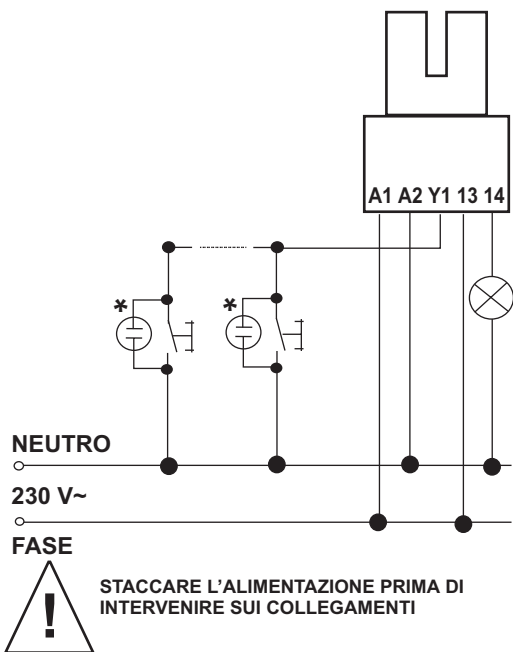 A1 A2 Y1 13 14
*
*
NEUTRO
230 V~
FASE
!
STACCARE L'ALIMENTAZIONE PRIMA DI
INTERVENIRE SUI COLLEGAMENTI